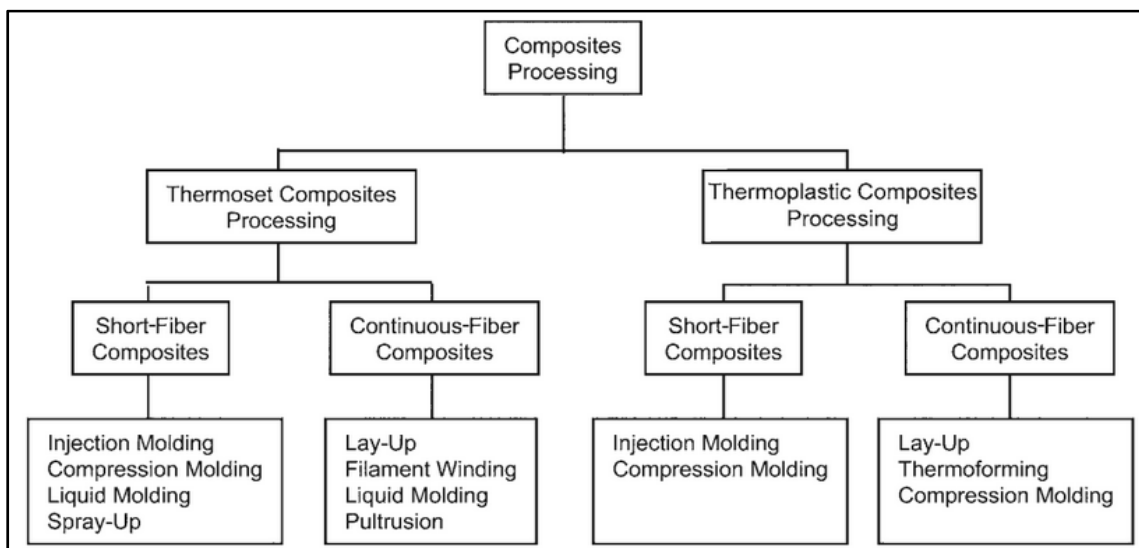 Composites
Processing
Thermoset Composites
Processing
Thermoplastic Composites
Processing
Short-Fiber
Composites
Continuous-Fiber
Composites
Short-Fiber
Composites
Continuous-Fiber
Composites
Injection Molding
Compression Molding
Liquid Molding
Spray-Up
Lay-Up
Filament Winding
Liquid Molding
Pultrusion
Injection Molding
Compression Molding
Lay-Up
Thermoforming
Compression Molding